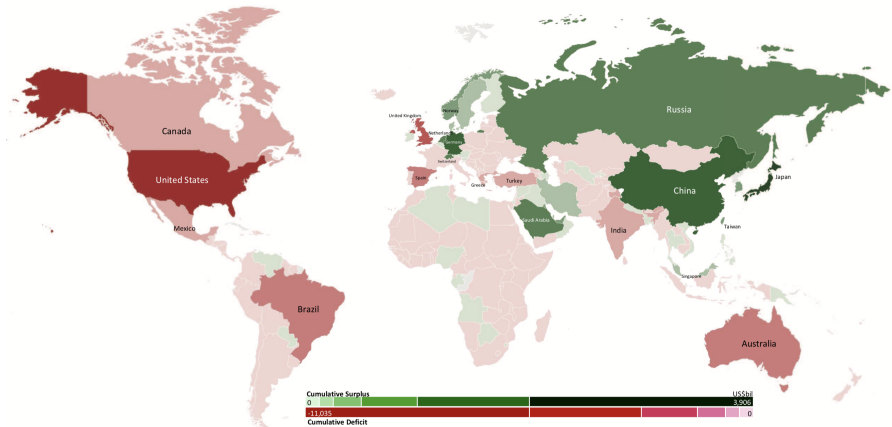 Canada
United States
Mexico
Brazil
United Kingdom
Norway
Netherlands
Germany
Switzerland
Spain
Greece
Turkey
Saudi Arabia
Russia
China
Japan
Taiwan
India
Singapore
Australia
Cumulative Surplus US$bil
0 3,906
-11,035 0
Cumulative Deficit